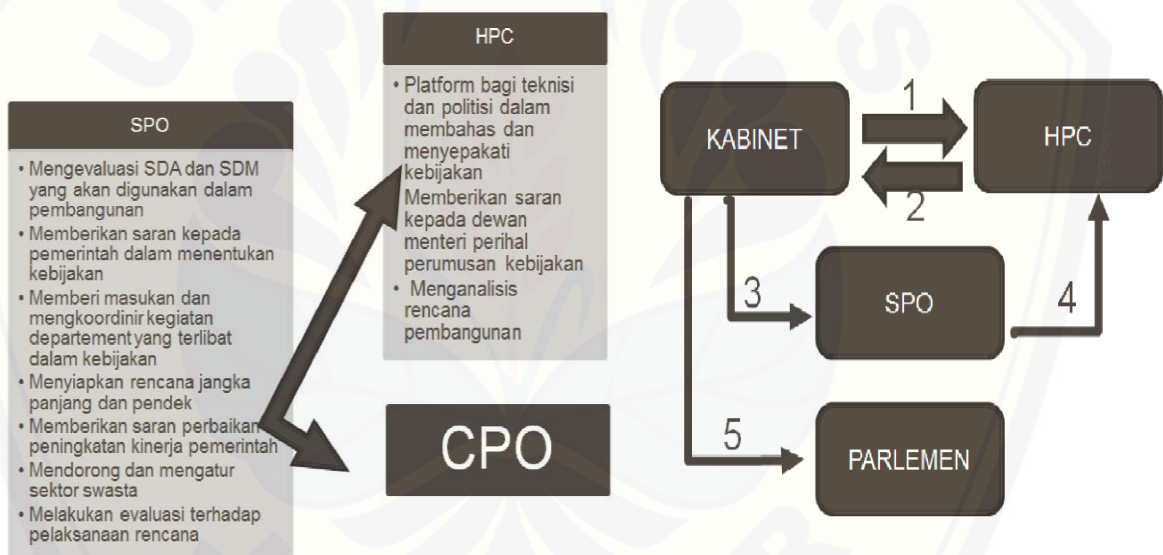 SPO
• Mengevaluasi SDA dan SDM
yang akan digunakan dalam
pembangunan
• Memberikan saran kepada
pemerintah dalam menentukan
kebijakan
• Memberi masukan dan
mengkoordinir kegiatan
departement yang terlibat
dalam kebijakan
• Menyiapkan rencana jangka
panjang dan pendek
• Memberikan saran perbaikan
peningkatan kinerja pemerintah
• Mendorong dan mengatur
sektor swasta
• Melakukan evaluasi terhadap
pelaksanaan rencana
HPC
• Platform bagi teknisi
dan politisi dalam
membahas dan
menyepakati
kebijakan
Memberikan saran
kepada dewan
menteri perihal
perumusan kebijakan
• Menganalisis
rencana
pembangunan
CPO
KABINET
1
2
HPC
3
SPO
4
5
PARLEMEN